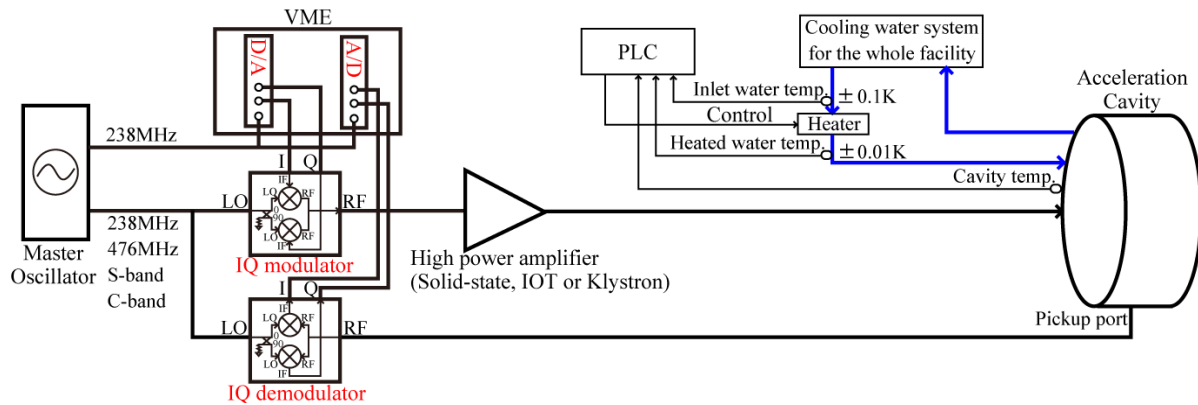 VME
D/A
A/D
238MHz
Master
Oscillator
238MHz
476MHz
S-band
C-band
I
Q
IF
LO
LO
RF
0
90
LO
RF
IF
RF
IQ modulator
I
Q
IF
LO
LO
RF
0
90
LO
RF
IF
RF
IQ demodulator
High power amplifier
(Solid-state, IOT or Klystron)
PLC
Cooling water system
for the whole facility
Inlet water temp.
±0.1K
Control
Heater
Heated water temp.
±0.01K
Cavity temp.
Acceleration
Cavity
Pickup port